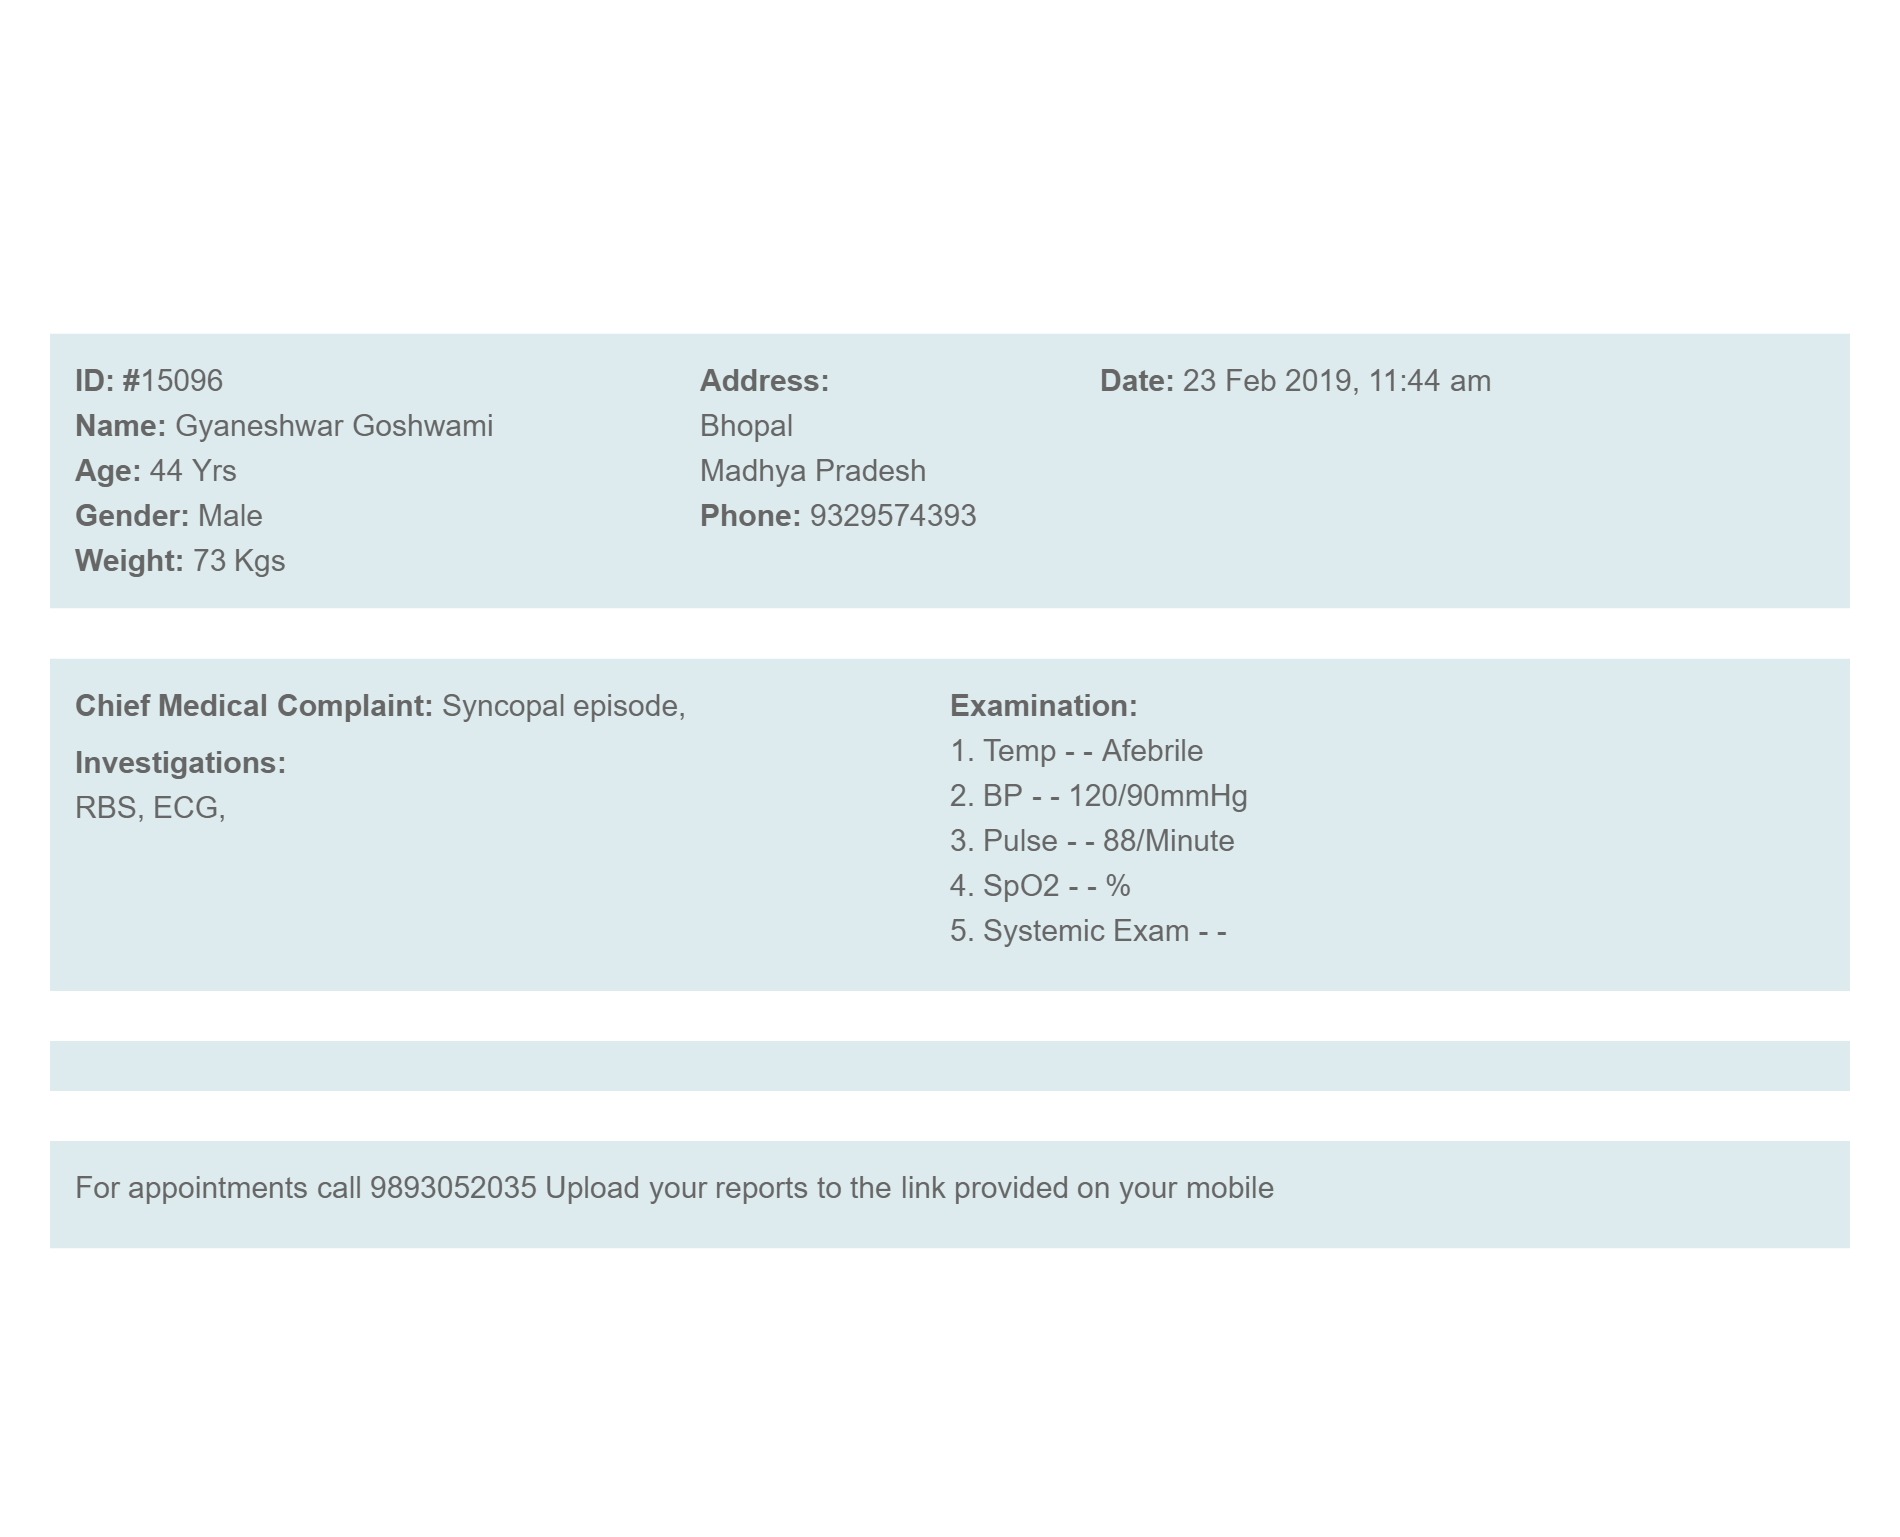 ID: #15096
Name: Gyaneshwar Goshwami
Age: 44 Yrs
Gender: Male
Weight: 73 Kgs
Address:
Bhopal
Madhya Pradesh
Phone: 9329574393
Date: 23 Feb 2019, 11:44 am
Chief Medical Complaint: Syncopal episode,
Investigations:
RBS, ECG,
Examination:
1. Temp - - Afebrile
2. BP - - 120/90mmHg
3. Pulse - - 88/Minute
4. SpO2 - - %
5. Systemic Exam - -
For appointments call 9893052035 Upload your reports to the link provided on your mobile